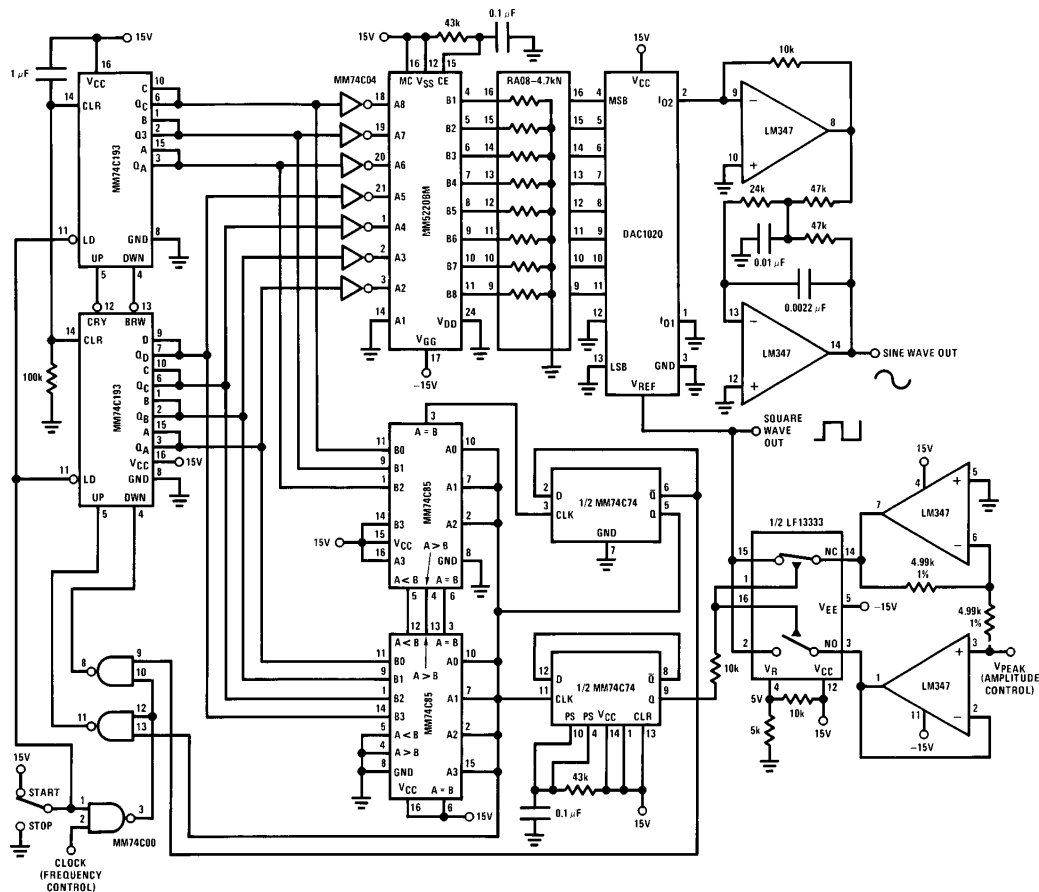 15V
1 µF
16
VCC
14
CLR
MM74C193
C 10
QC 6
B 1
Q3 2
A 15
QA 3
11
LD
GND 8
UP
DWN
5
4
12
13
CRY
BRW
14
CLR
100k
MM74C193
D 9
QD 7
C 10
QC 6
B 1
QB 2
A 15
QA 3
VCC 16
15V
GND 8
11
LD
UP
DWN
5
4
MM74C04
18
19
20
21
1
2
3
15V
43k
0.1 µF
16
12
15
MC VSS CE
A8
A7
A6
A5
A4
A3
A2
14
A1
MM5220BM
B1 4
B2 5
B3 6
B4 7
B5 8
B6 9
B7 10
B8 11
VDD 24
VGG
17
–15V
RA08–4.7kN
16
15
14
13
12
11
10
9
16
15
14
13
12
11
10
9
15V
VCC
4 MSB
5
6
7
8
9
10
11
12
13
LSB
DAC1020
IO2 2
IO1 1
GND 3
VREF
10k
9
–
10
+
LM347
8
24k
47k
47k
0.01 µF
0.0022 µF
13
–
12
+
LM347
14
SINE WAVE OUT
SQUARE
WAVE
OUT
3
A = B
11 B0
9 B1
1 B2
14 B3
15 VCC
16 A3
15V
MM74C85
A0 10
A1 7
A2 2
GND 8
A > B
A < B
A = B
5
4
6
12
13
3
A < B
A = B
A > B
11 B0
9 B1
1 B2
14 B3
5 A < B
4 A > B
8 GND
MM74C85
A0 10
A1 7
A2 2
A3 15
VCC
A = B
16
6
15V
2 D
3 CLK
1/2 MM74C74
Q̅ 6
Q 5
GND
7
12 D
11 CLK
1/2 MM74C74
Q̅ 8
Q 9
PS PS VCC CLR
10
4
14
1
13
43k
0.1 µF
15V
10k
1/2 LF13333
15
NC 14
1
16
VEE 5
–15V
2
NO 3
VR
VCC
4
12
5V
10k
5k
15V
15V
4
5
+
6
–
7
LM347
4.99k
1%
4.99k
1%
3
+
2
–
1
LM347
11
–15V
VPEAK
(AMPLITUDE
CONTROL)
8
9
10
11
12
13
15V
START
STOP
1
2
3
MM74C00
CLOCK
(FREQUENCY
CONTROL)